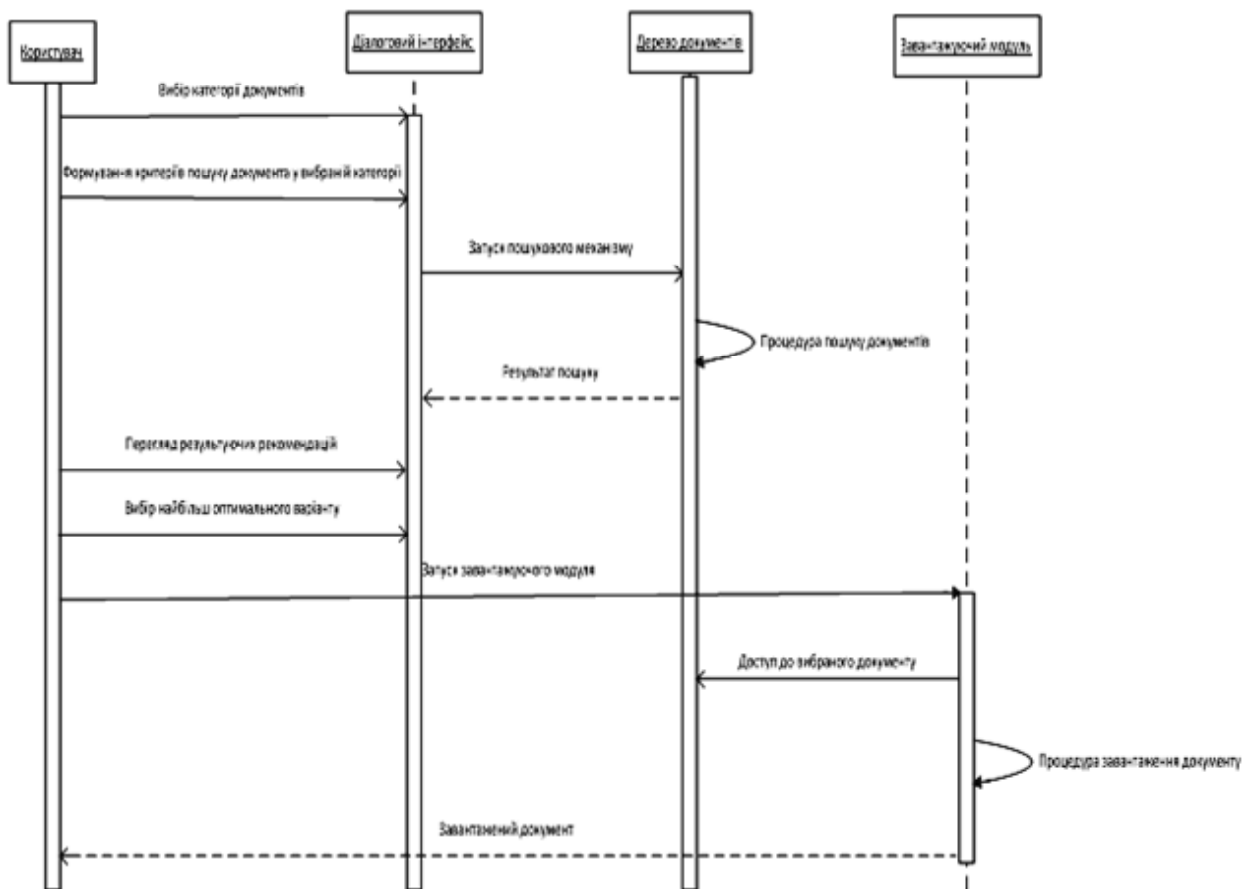 Користувач
Діалоговий інтерфейс
Дерево документів
Завантажуючий модуль
Вибір категорії документів
Формування критеріїв пошуку документа у вибраній категорії
Запуск пошукового механізму
Процедура пошуку документів
Результат пошуку
Перегляд результуючих рекомендацій
Вибір найбільш оптимального варіанту
Запуск завантажуючого модуля
Доступ до вибраного документу
Процедура завантаження документу
Завантажений документ